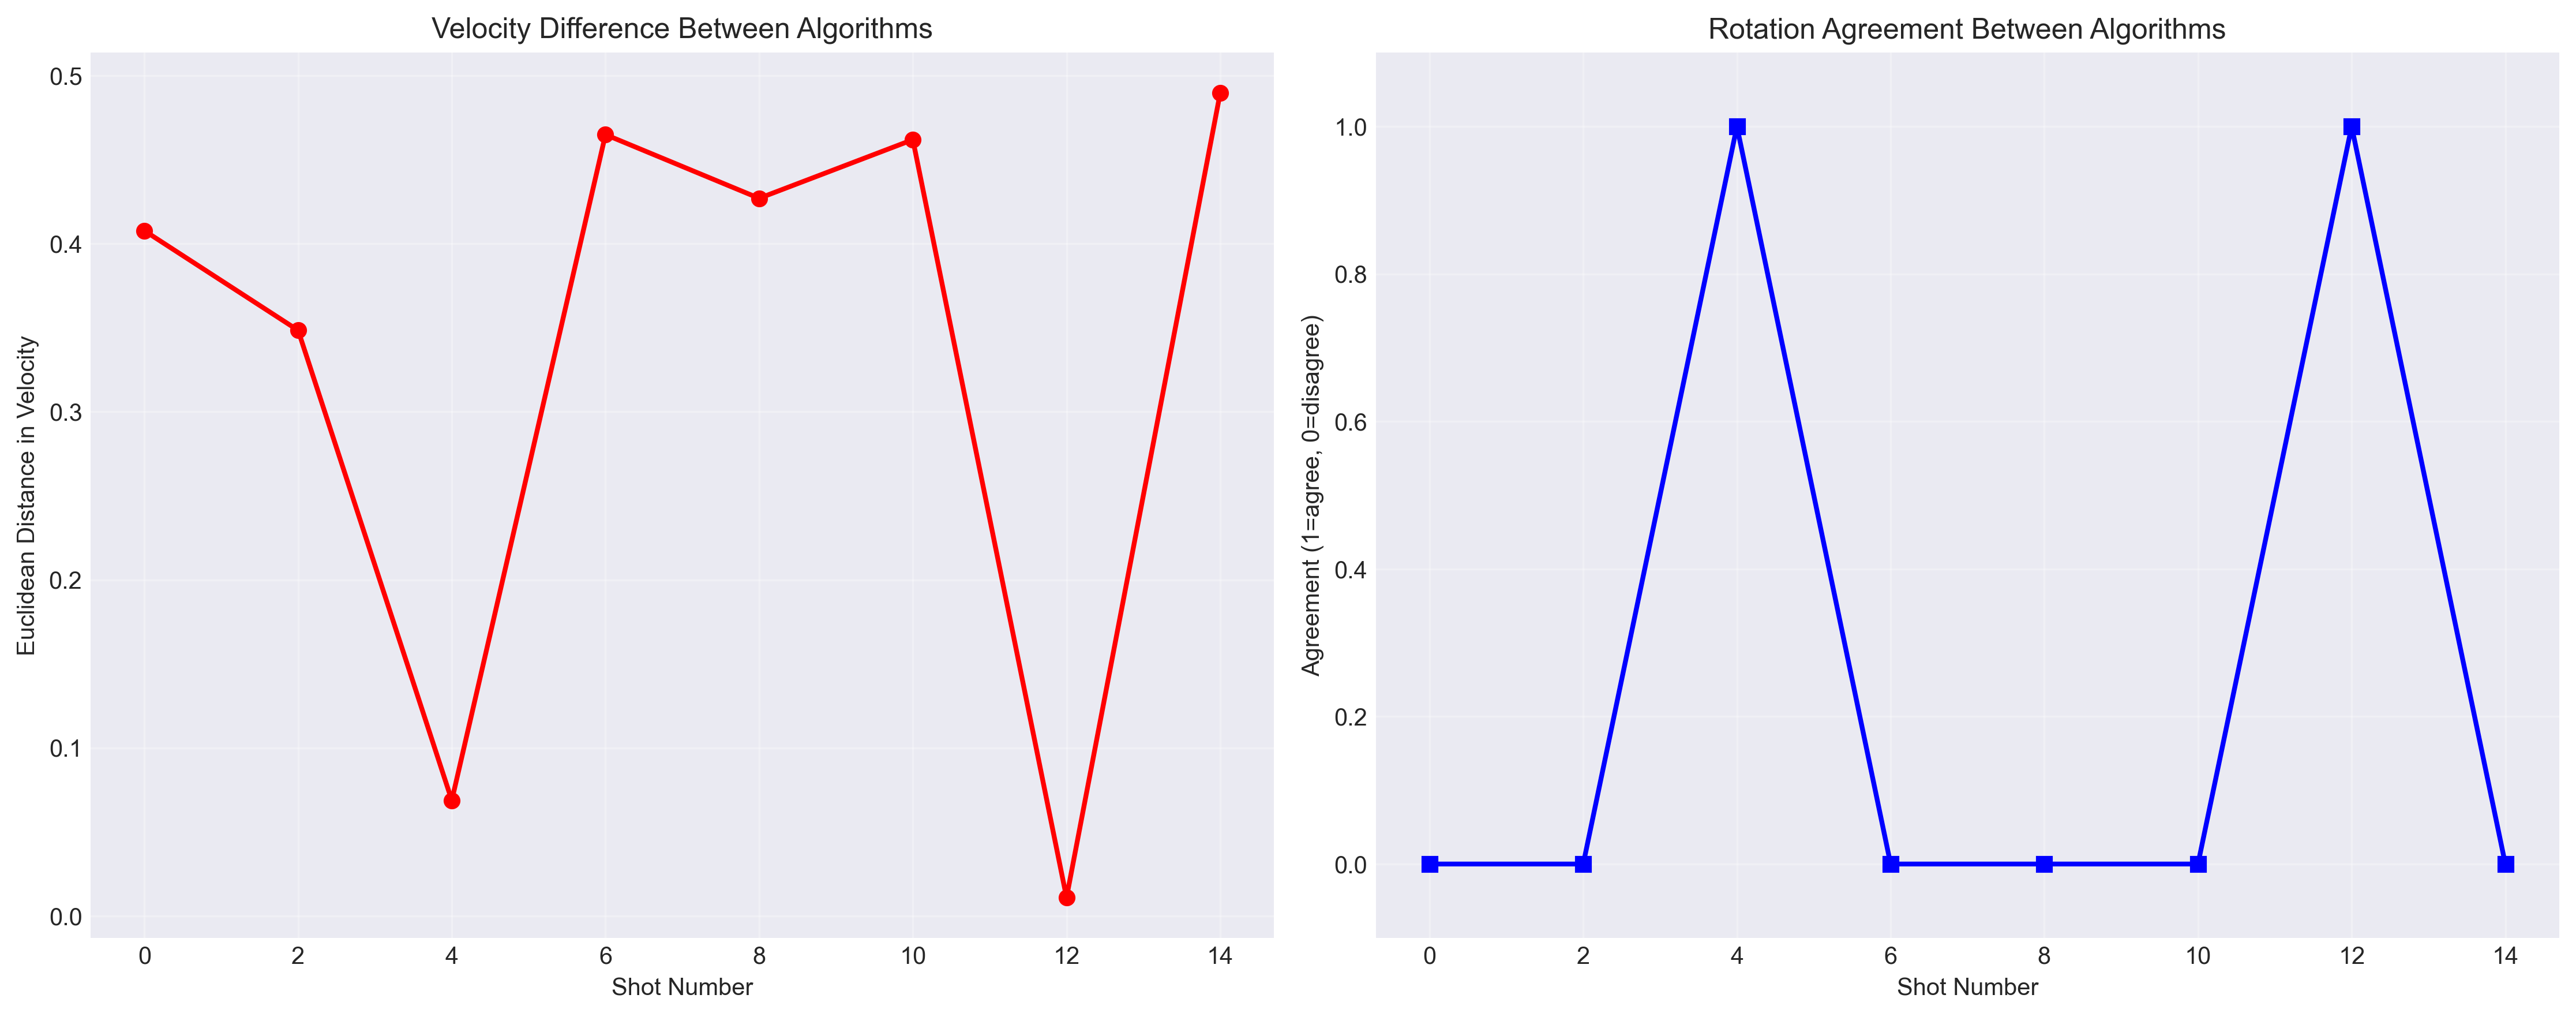 Velocity Difference Between Algorithms
Euclidean Distance in Velocity
0.5
0.4
0.3
0.2
0.1
0.0
0 2 4 6 8 10 12 14
Shot Number
Rotation Agreement Between Algorithms
Agreement (1=agree, 0=disagree)
1.0
0.8
0.6
0.4
0.2
0.0
0 2 4 6 8 10 12 14
Shot Number